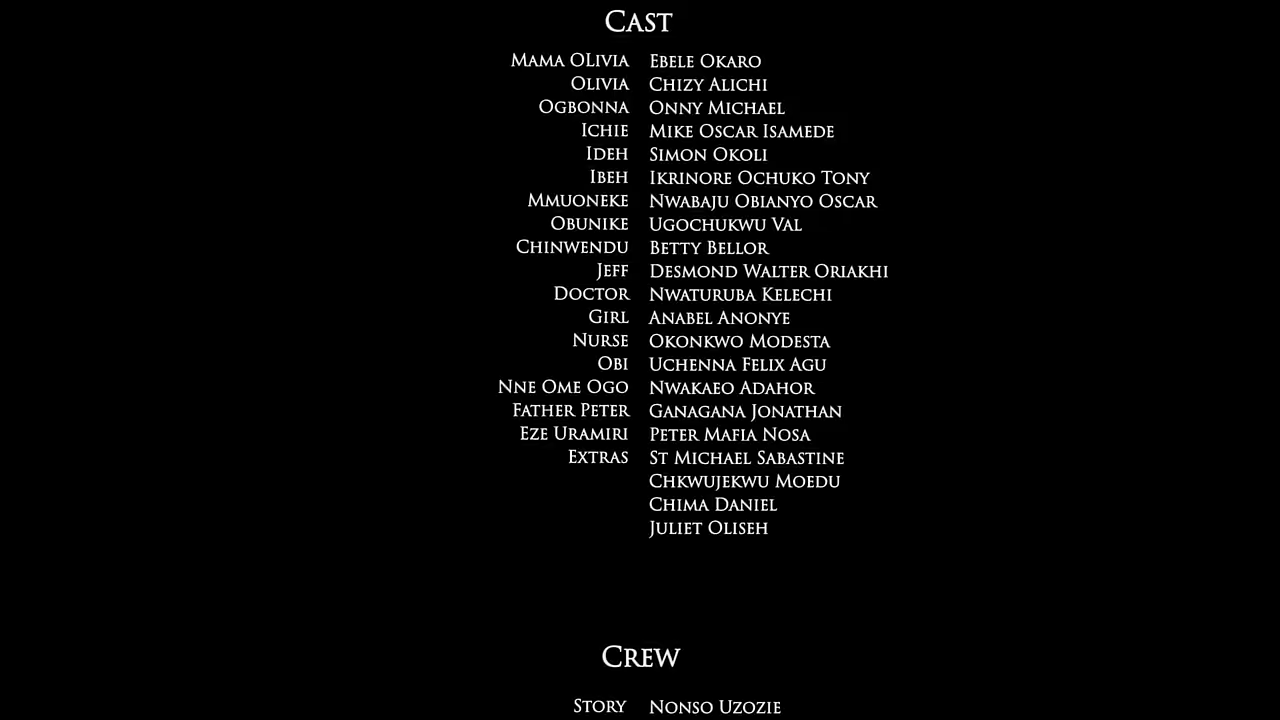 Cast
Mama OLivia Ebele Okaro
Olivia Chizy Alichi
Ogbonna Onny Michael
Ichie Mike Oscar Isamede
Ideh Simon Okoli
Ibeh Ikrinore Ochuko Tony
Mmuoneke Nwabaju Obianyo Oscar
Obunike Ugochukwu Val
Chinwendu Betty Bellor
Jeff Desmond Walter Oriakhi
Doctor Nwaturuba Kelechi
Girl Anabel Anonye
Nurse Okonkwo Modesta
Obi Uchenna Felix Agu
Nne Ome Ogo Nwakaeo Adahor
Father Peter Ganagana Jonathan
Eze Uramiri Peter Mafia Nosa
Extras St Michael Sabastine
Chkwujekwu Moedu
Chima Daniel
Juliet Oliseh
Crew
Story Nonso Uzozie